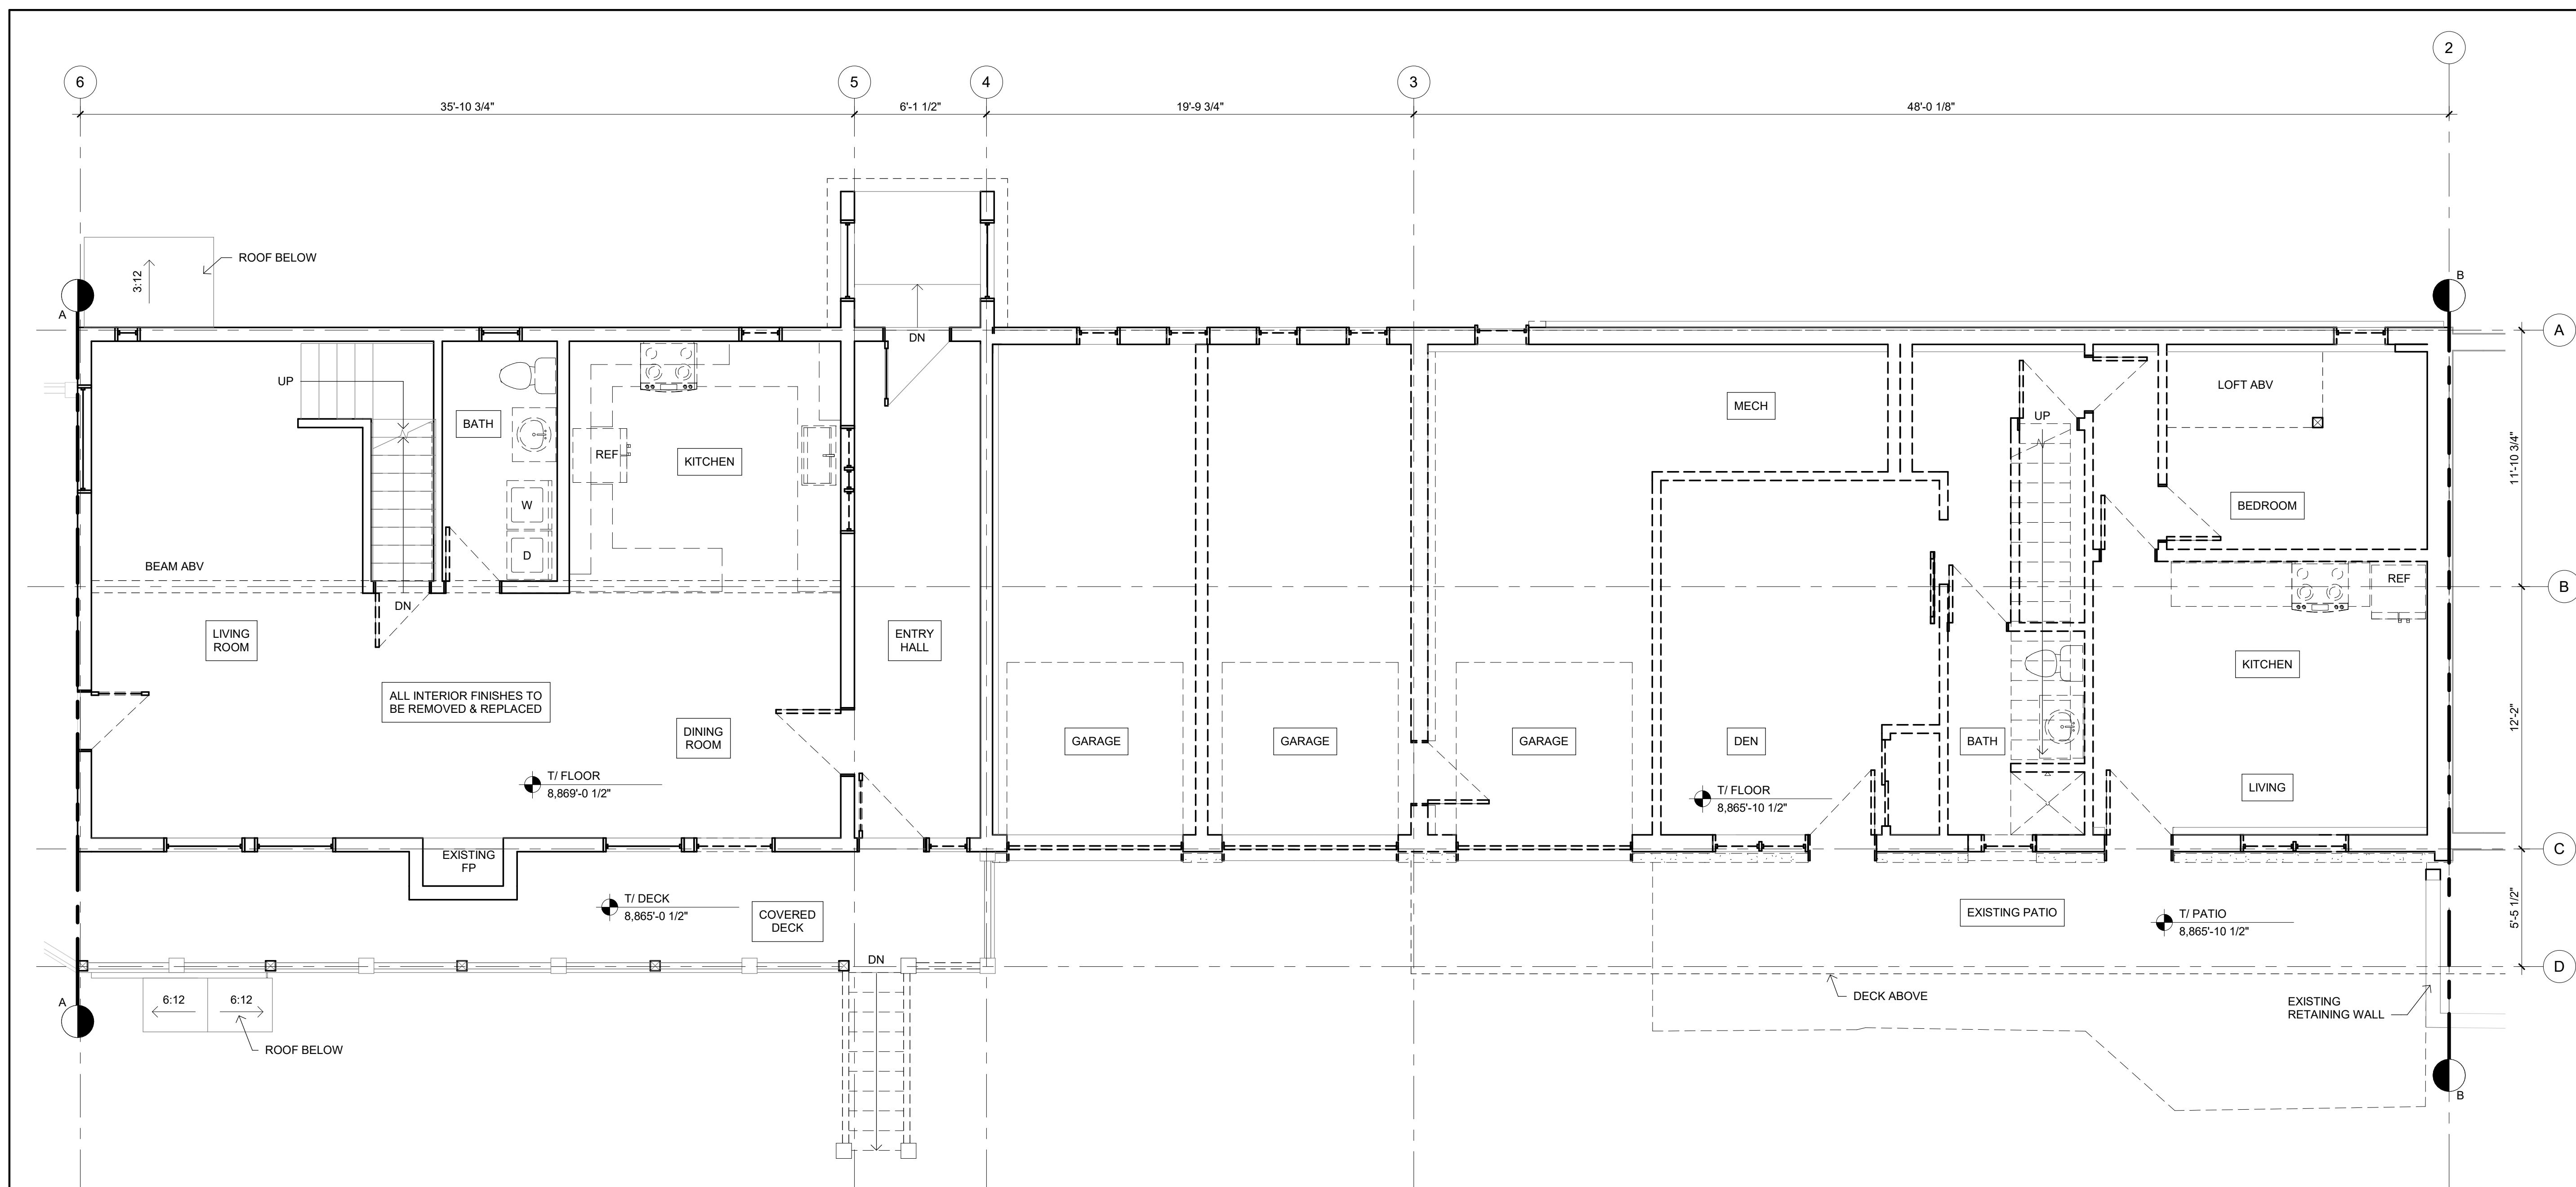 2
6
5
4
3
35'-10 3/4"
6'-1 1/2"
19'-9 3/4"
48'-0 1/8"
ROOF BELOW
3:12
A
B
A
DN
UP
BATH
KITCHEN
REF
W
D
MECH
UP
LOFT ABV
BEDROOM
11'-10 3/4"
BEAM ABV
DN
B
REF
LIVING
ROOM
ENTRY
HALL
KITCHEN
ALL INTERIOR FINISHES TO
BE REMOVED & REPLACED
DINING
ROOM
GARAGE
GARAGE
GARAGE
DEN
BATH
12'-2"
T/ FLOOR
8,869'-0 1/2"
T/ FLOOR
8,865'-10 1/2"
LIVING
C
EXISTING
FP
T/ DECK
8,865'-0 1/2"
COVERED
DECK
EXISTING PATIO
T/ PATIO
8,865'-10 1/2"
5'-5 1/2"
DN
D
A
6:12
6:12
DECK ABOVE
EXISTING
RETAINING WALL
ROOF BELOW
B